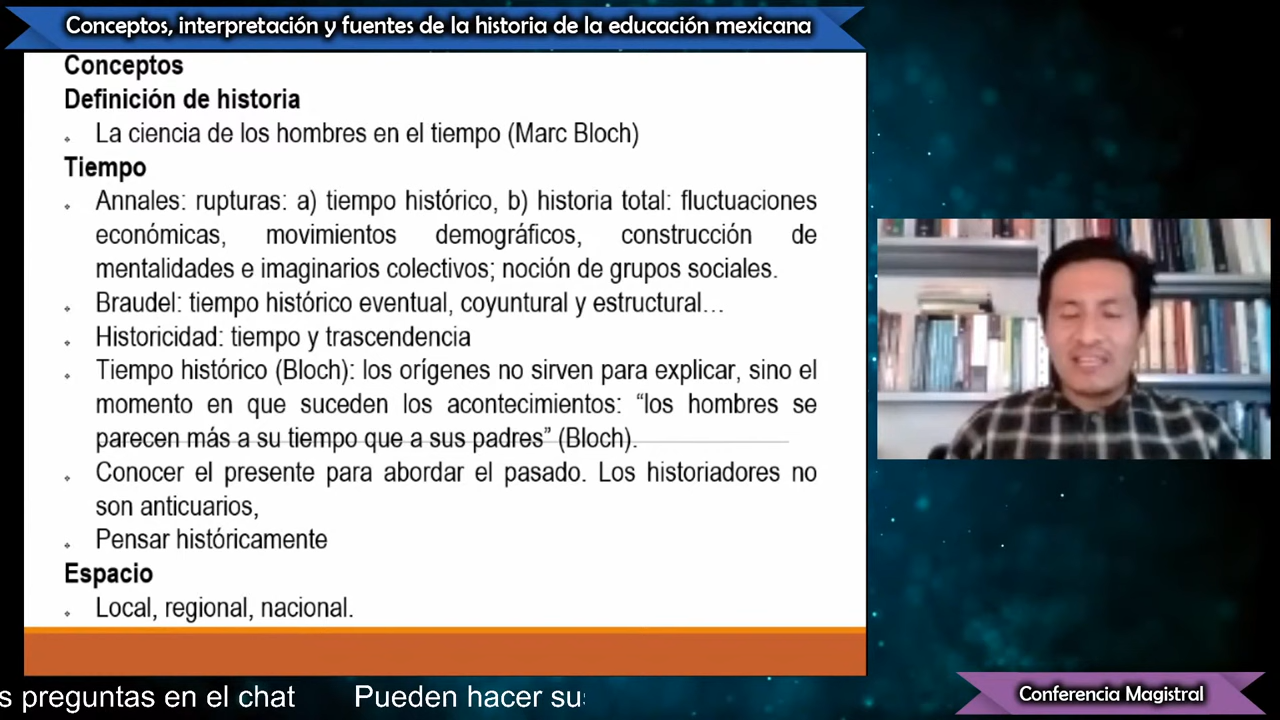 Conceptos, interpretación y fuentes de la historia de la educación mexicana
Conceptos
Definición de historia
La ciencia de los hombres en el tiempo (Marc Bloch)
Tiempo
Annales: rupturas: a) tiempo histórico, b) historia total: fluctuaciones
económicas, movimientos demográficos, construcción de
mentalidades e imaginarios colectivos; noción de grupos sociales.
Braudel: tiempo histórico eventual, coyuntural y estructural…
Historicidad: tiempo y trascendencia
Tiempo histórico (Bloch): los orígenes no sirven para explicar, sino el
momento en que suceden los acontecimientos: “los hombres se
parecen más a su tiempo que a sus padres” (Bloch).
Conocer el presente para abordar el pasado. Los historiadores no
son anticuarios,
Pensar históricamente
Espacio
Local, regional, nacional.
s preguntas en el chat Pueden hacer su
Conferencia Magistral